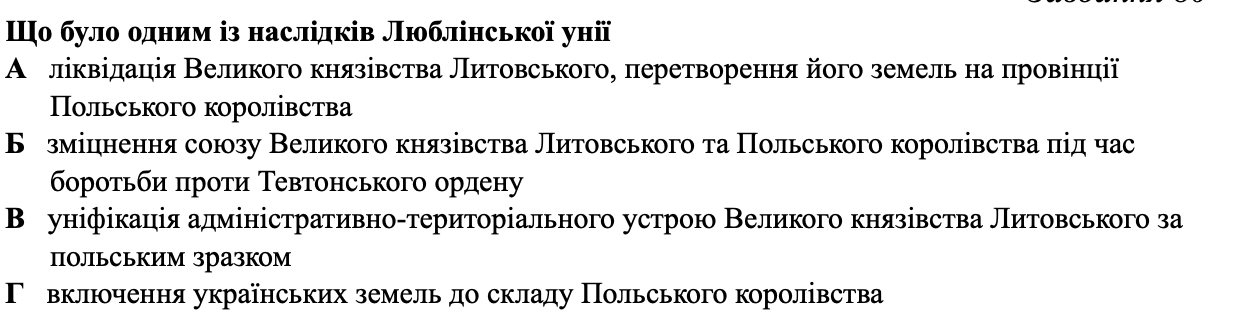 Що було одним із наслідків Люблінської унії
А ліквідація Великого князівства Литовського, перетворення його земель на провінції
Польського королівства
Б зміцнення союзу Великого князівства Литовського та Польського королівства під час
боротьби проти Тевтонського ордену
В уніфікація адміністративно-територіального устрою Великого князівства Литовського за
польським зразком
Г включення українських земель до складу Польського королівства